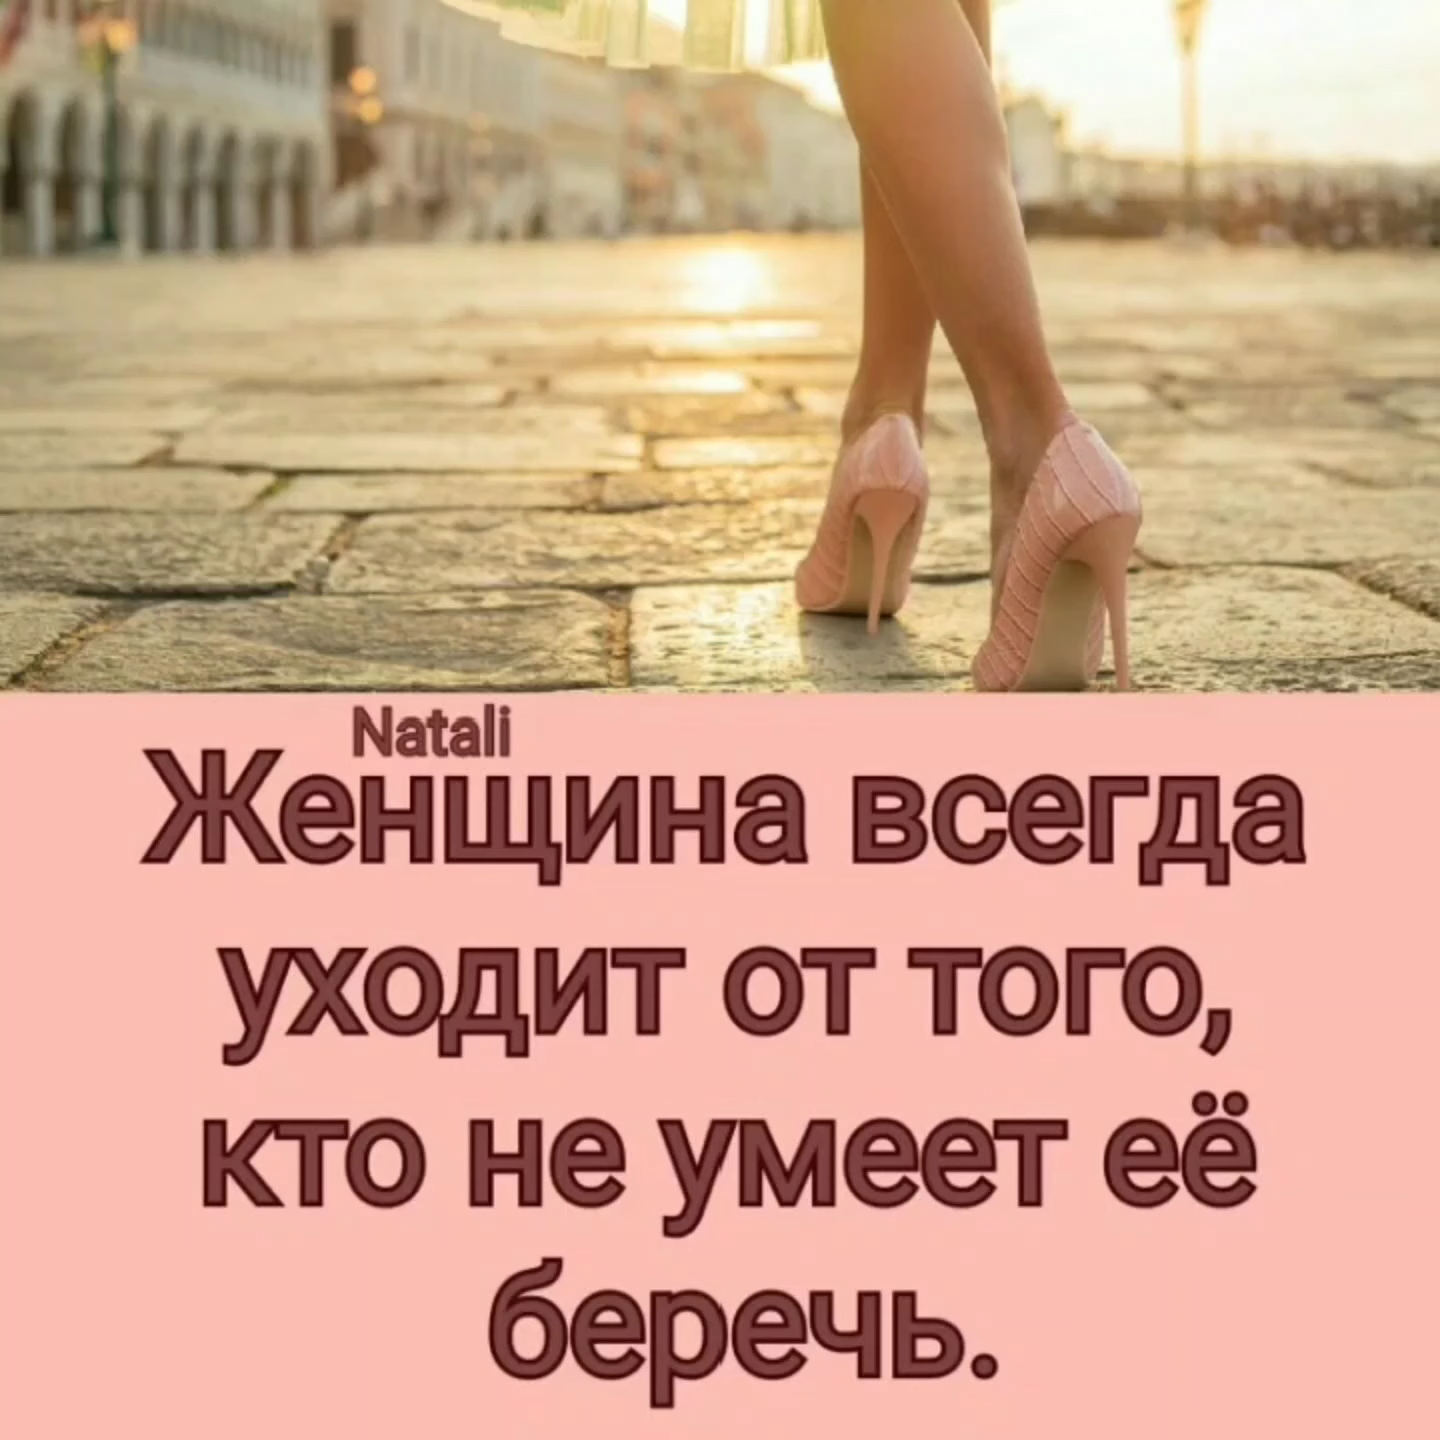 Natali
Женщина всегда
уходит от того,
кто не умеет её
беречь.